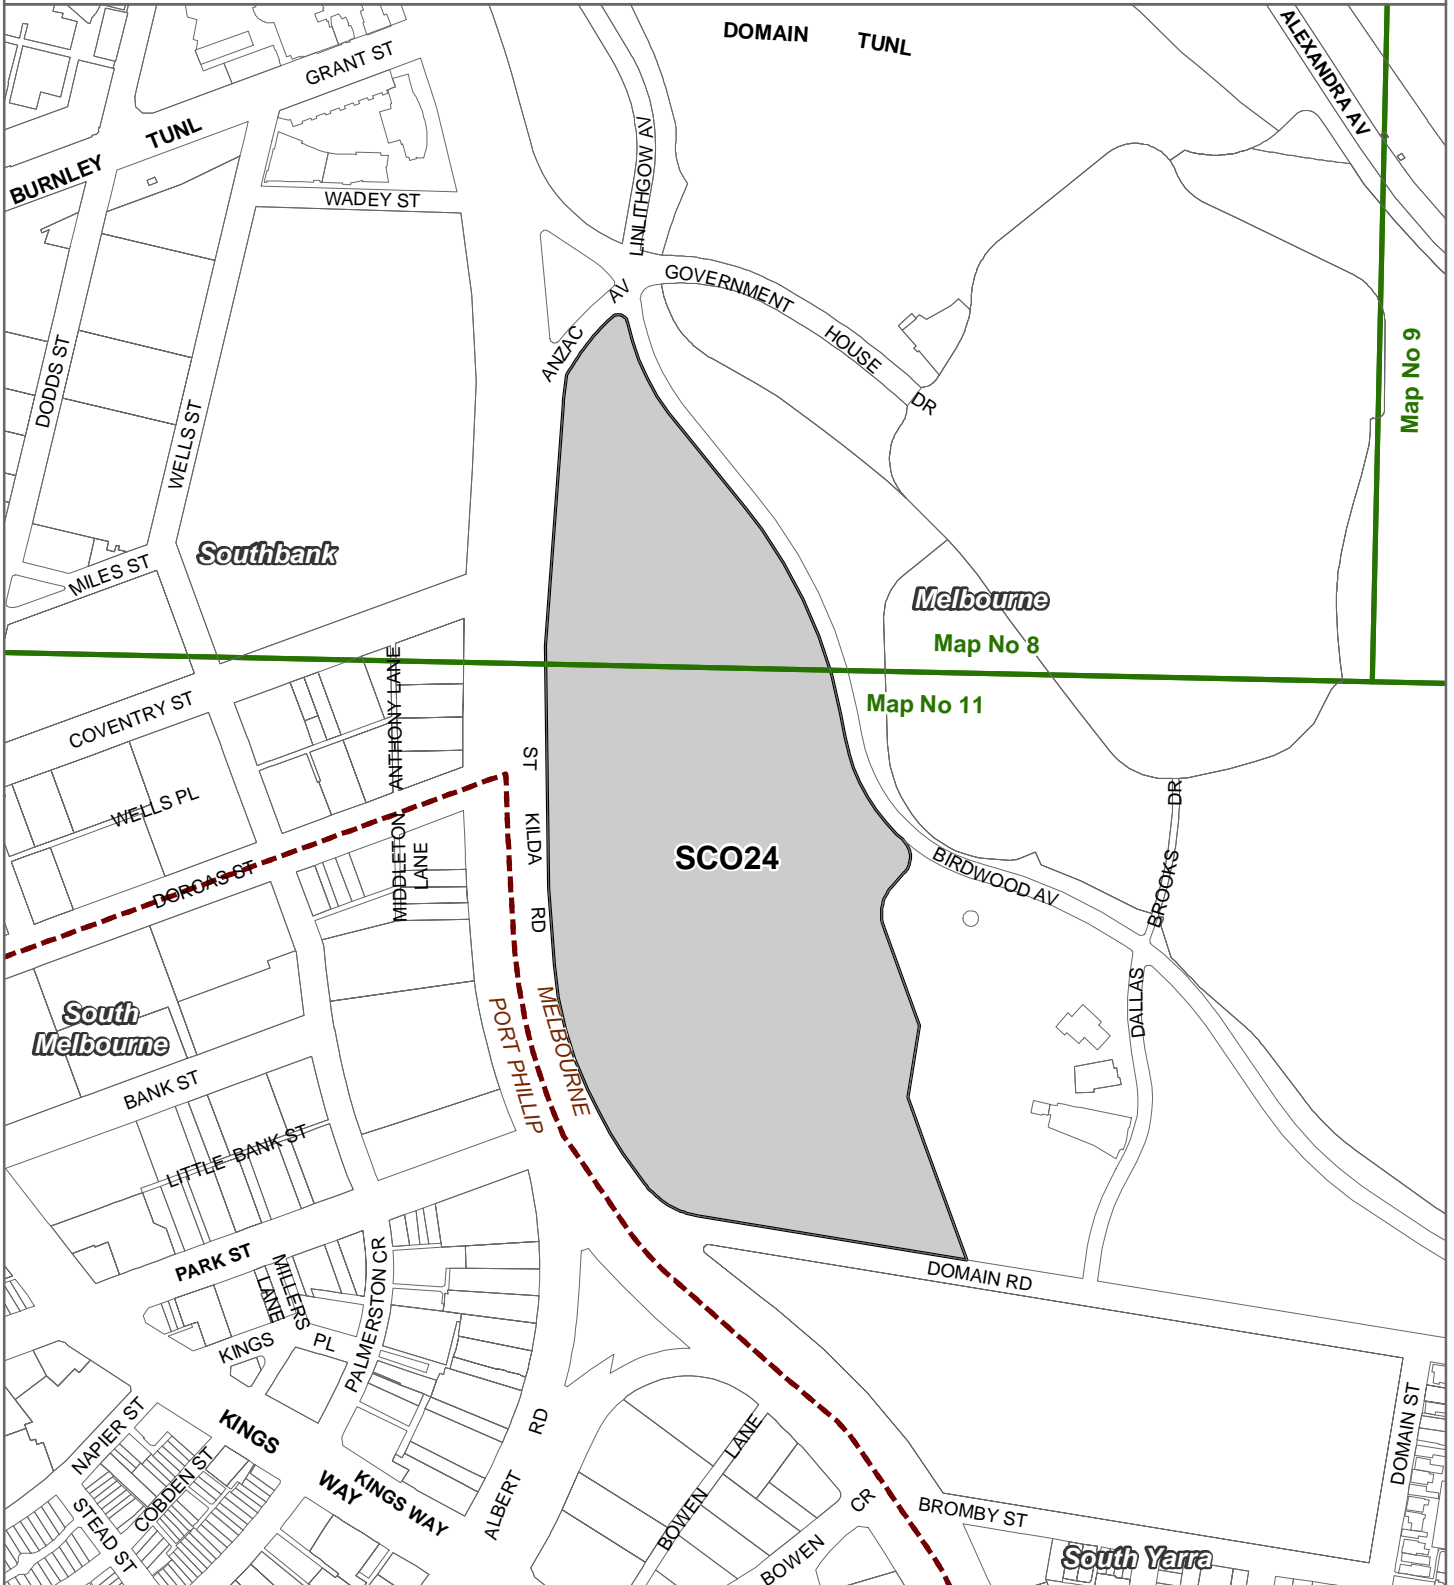 DOMAIN TUNL
ALEXANDRA AV
GRANT ST
BURNLEY TUNL
LINLITHGOW AV
WADEY ST
GOVERNMENT HOUSE DR
ANZAC AV
DODDS ST
WELLS ST
Map No 9
Southbank
MILES ST
Melbourne
Map No 8
Map No 11
COVENTRY ST
ANTHONY LANE
WELLS PL
ST KILDA RD
MIDDLETON
LANE
DORCAS ST
SCO24
BIRDWOOD AV
BROOKS DR
DALLAS
South
Melbourne
MELBOURNE
PORT PHILLIP
BANK ST
LITTLE BANK ST
PARK ST
MILLERS
LANE
PALMERSTON CR
KINGS PL
DOMAIN RD
DOMAIN ST
NAPIER ST
COBDEN ST
STEAD ST
KINGS WAY
KINGS WAY
ALBERT RD
BOWEN LANE
BOWEN CR
BROMBY ST
South Yarra